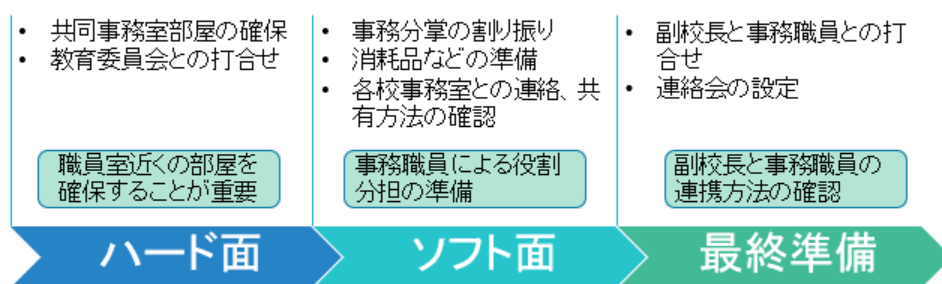 • 共同事務室部屋の確保
• 教育委員会との打合せ
職員室近くの部屋を
確保することが重要
ハード面
• 事務分掌の割り振り
• 消耗品などの準備
• 各校事務室との連絡、共
有方法の確認
事務職員による役割
分担の準備
ソフト面
• 副校長と事務職員との打
合せ
• 連絡会の設定
副校長と事務職員の
連携方法の確認
最終準備